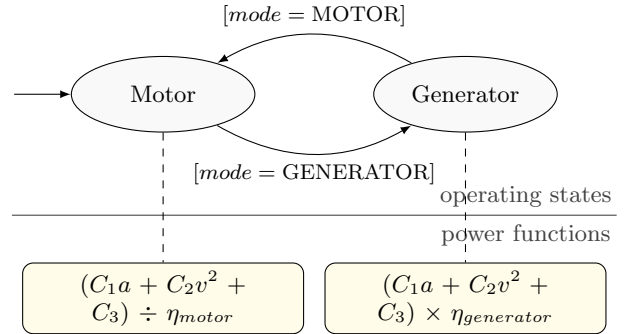 [mode = MOTOR]
Motor
Generator
[mode = GENERATOR]
operating states
power functions
(C₁a + C₂v² +
C₃) ÷ ηmotor
(C₁a + C₂v² +
C₃) × ηgenerator